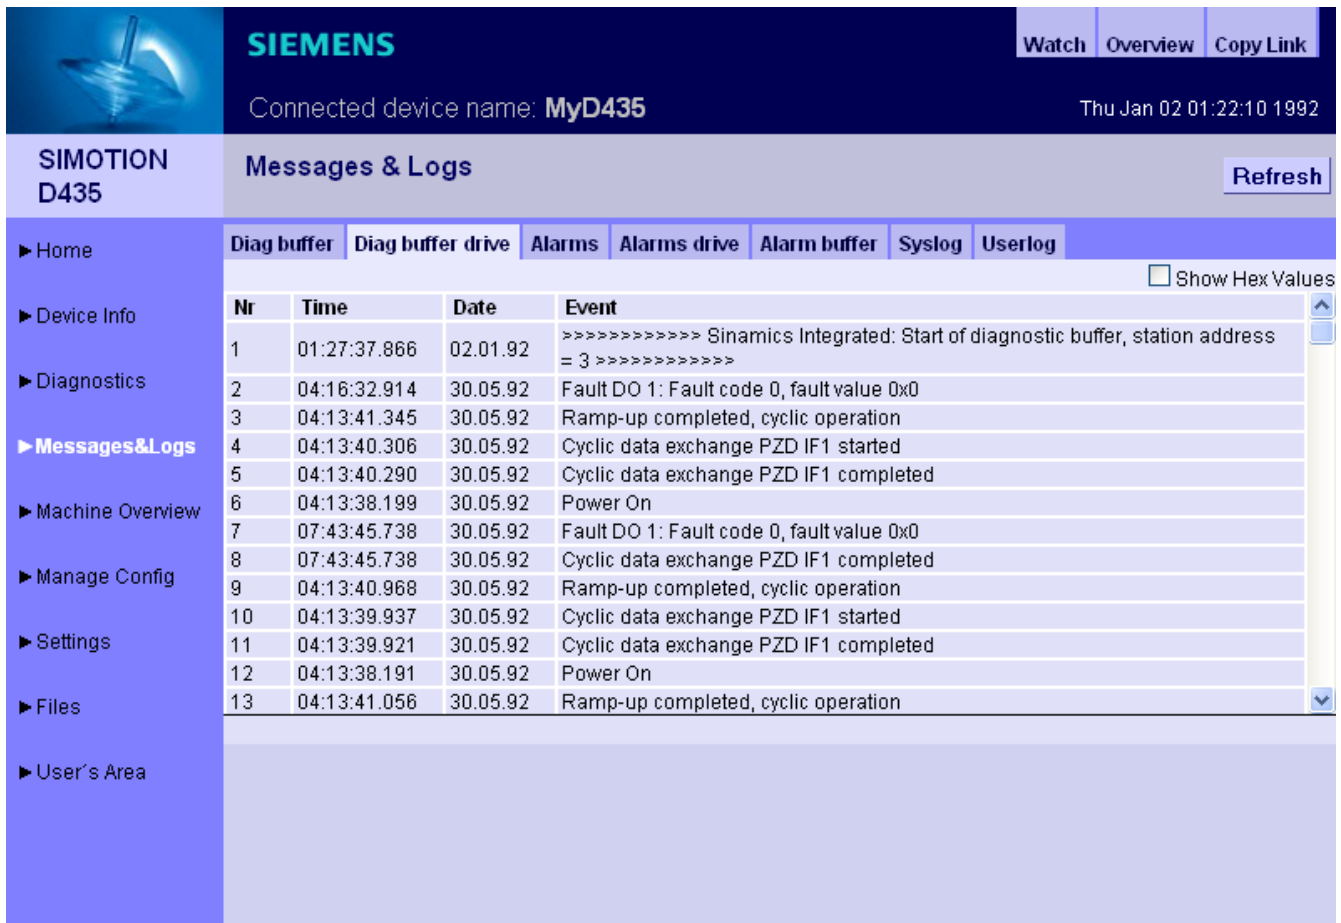 SIEMENS
Watch Overview Copy Link
Connected device name: MyD435
Thu Jan 02 01:22:10 1992
SIMOTION
D435
Messages & Logs
Refresh
►Home
►Device Info
►Diagnostics
►Messages&Logs
►Machine Overview
►Manage Config
►Settings
►Files
►User´s Area
Diag buffer Diag buffer drive Alarms Alarms drive Alarm buffer Syslog Userlog
Show Hex Values
Nr Time Date Event
1 01:27:37.866 02.01.92 >>>>>>>>>>>> Sinamics Integrated: Start of diagnostic buffer, station address
= 3 >>>>>>>>>>>>
2 04:16:32.914 30.05.92 Fault DO 1: Fault code 0, fault value 0x0
3 04:13:41.345 30.05.92 Ramp-up completed, cyclic operation
4 04:13:40.306 30.05.92 Cyclic data exchange PZD IF1 started
5 04:13:40.290 30.05.92 Cyclic data exchange PZD IF1 completed
6 04:13:38.199 30.05.92 Power On
7 07:43:45.738 30.05.92 Fault DO 1: Fault code 0, fault value 0x0
8 07:43:45.738 30.05.92 Cyclic data exchange PZD IF1 completed
9 04:13:40.968 30.05.92 Ramp-up completed, cyclic operation
10 04:13:39.937 30.05.92 Cyclic data exchange PZD IF1 started
11 04:13:39.921 30.05.92 Cyclic data exchange PZD IF1 completed
12 04:13:38.191 30.05.92 Power On
13 04:13:41.056 30.05.92 Ramp-up completed, cyclic operation